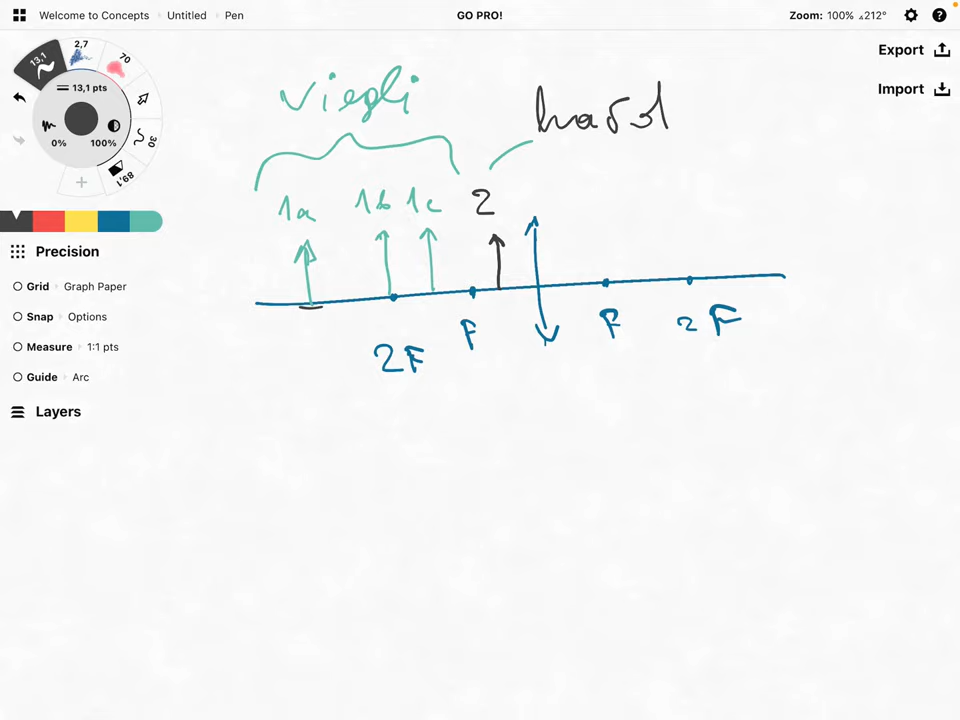 Welcome to Concepts › Untitled › Pen
GO PRO!
Zoom: 100% ⊿212°
Export
Import
13,1
2,7
70
30
89,1
13,1 pts
0%
100%
Precision
Grid › Graph Paper
Snap › Options
Measure › 1:1 pts
Guide › Arc
Layers
viegli
hard
1a 1b 1c 2
F F 2F
2F